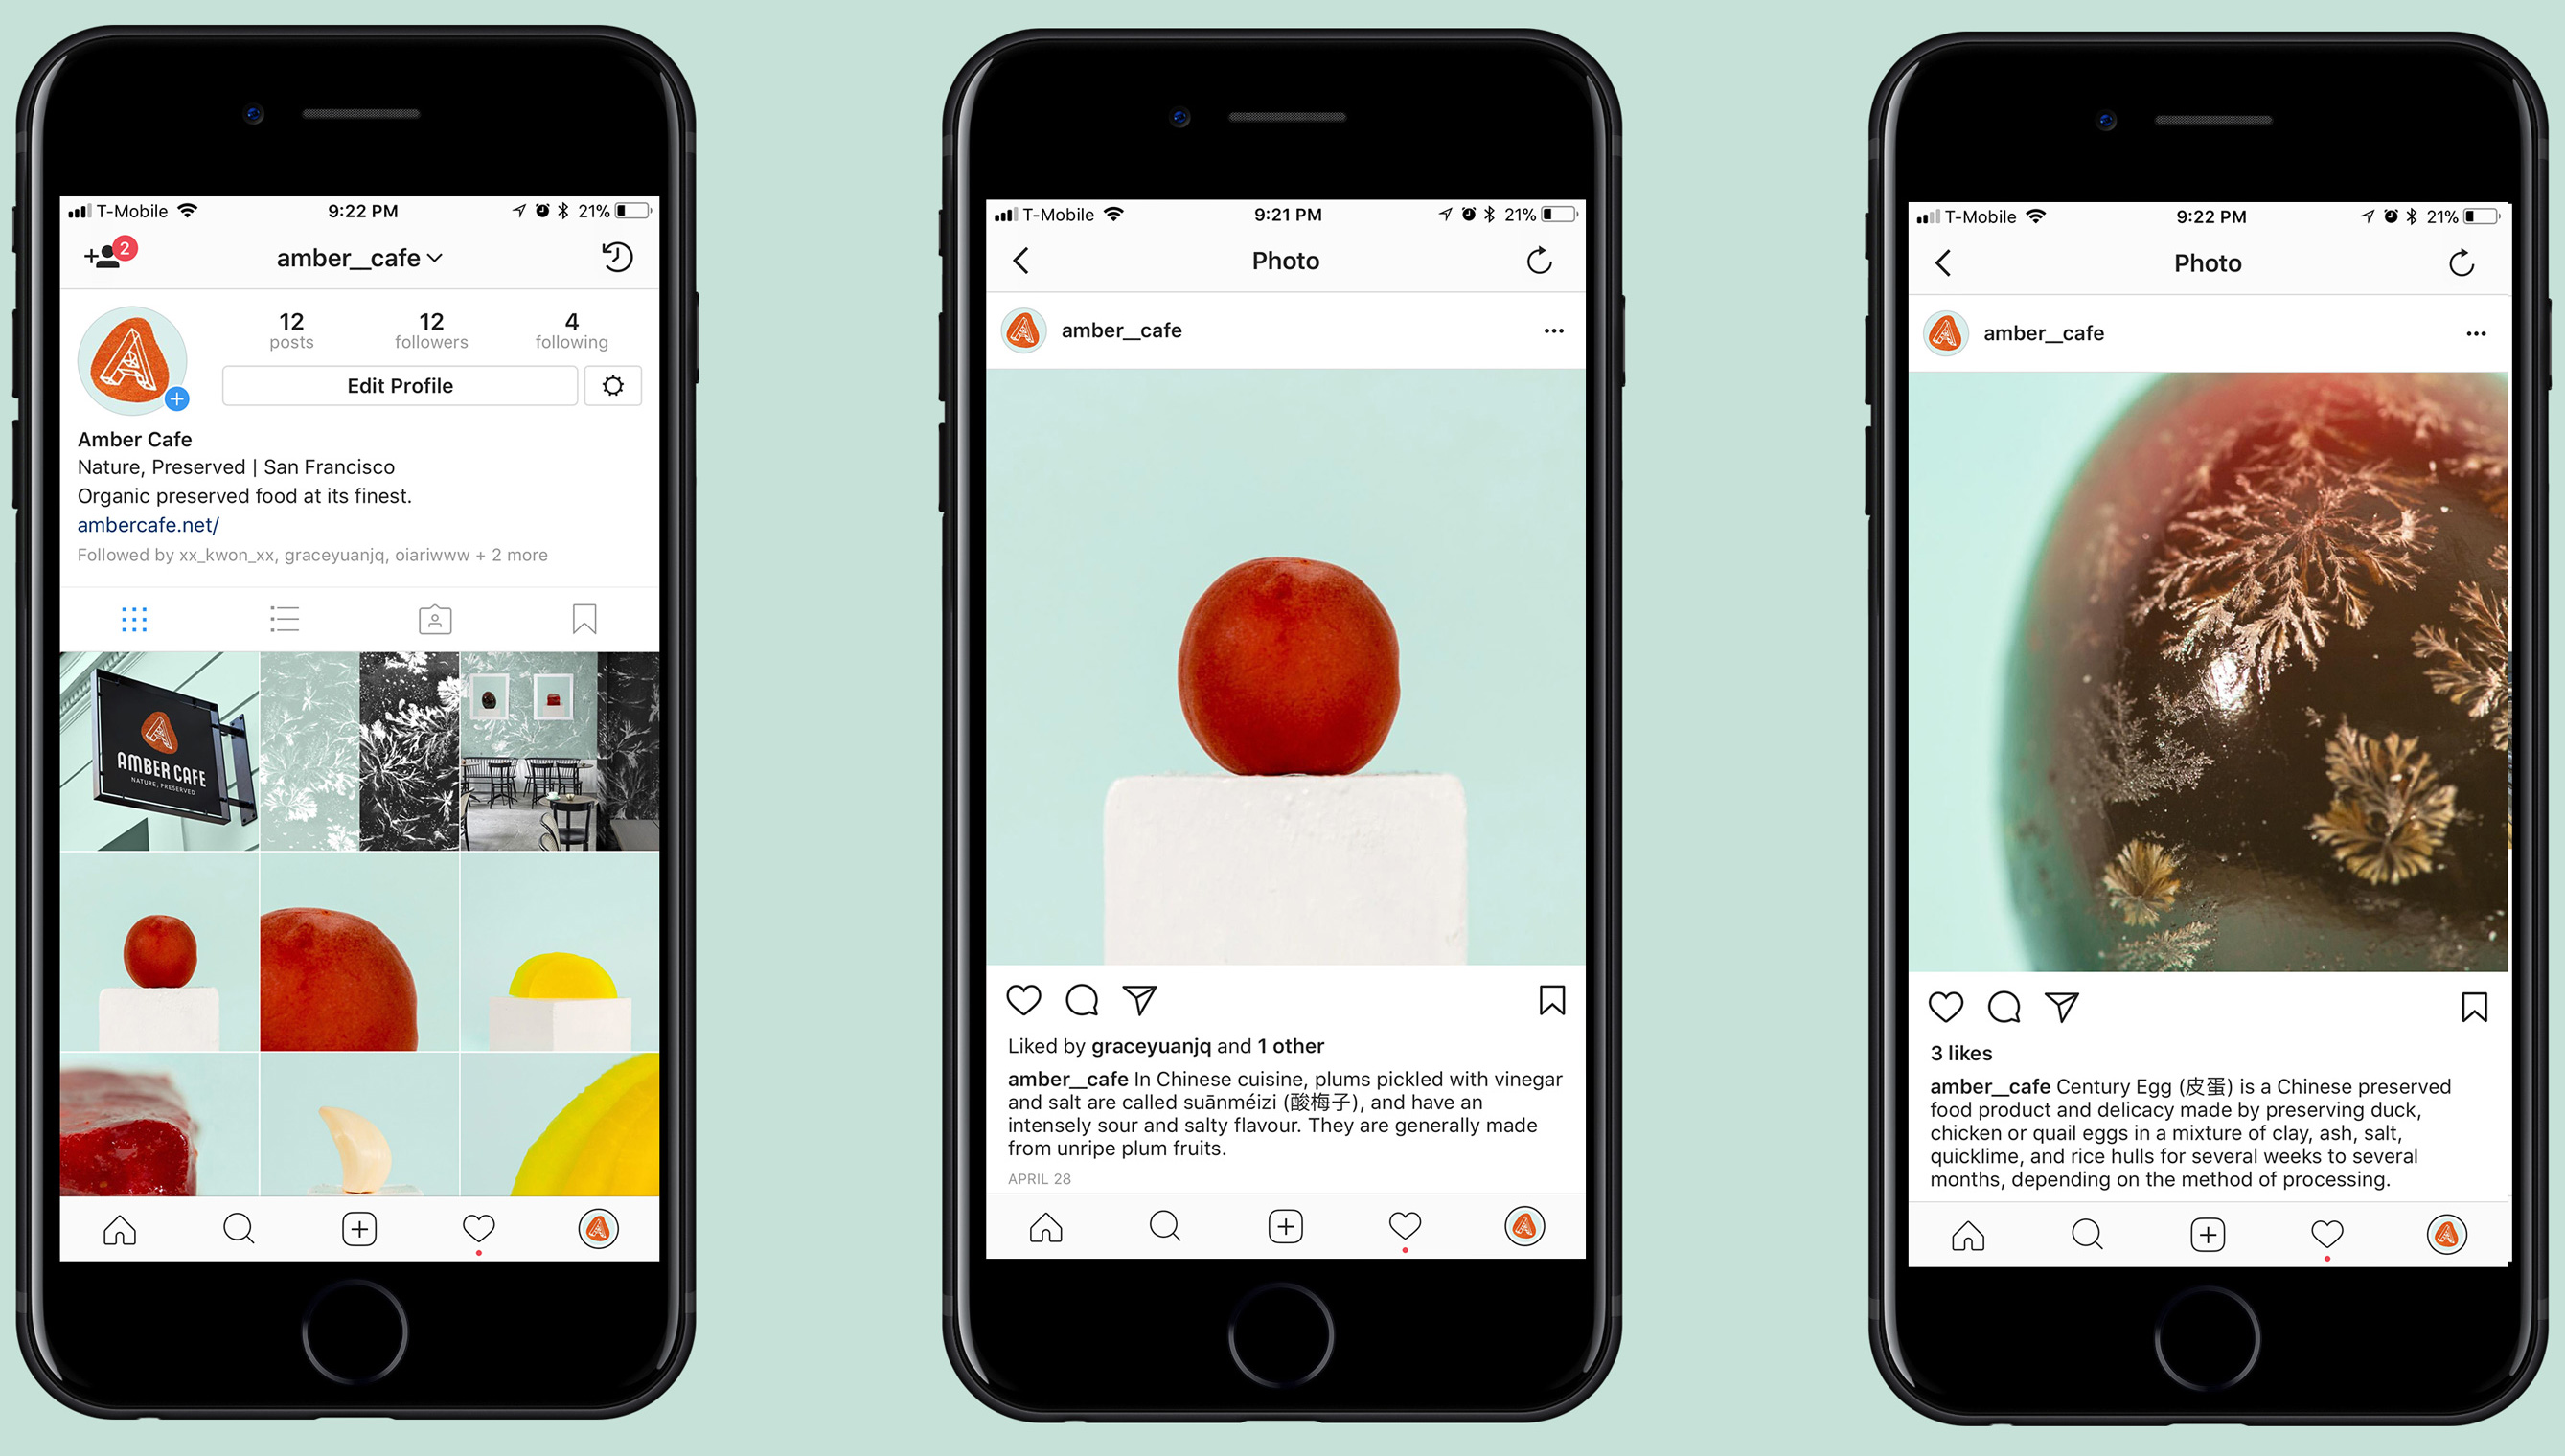 T-Mobile 9:22 PM 21%
2
amber__cafe
12 12 4
posts followers following
Edit Profile
Amber Cafe
Nature, Preserved | San Francisco
Organic preserved food at its finest.
ambercafe.net/
Followed by xx_kwon_xx, graceyuanjq, oiariwww + 2 more
AMBER CAFE
NATURE, PRESERVED
T-Mobile 9:21 PM 21%
Photo
amber__cafe
Liked by graceyuanjq and 1 other
amber__cafe In Chinese cuisine, plums pickled with vinegar
and salt are called suānméizi (酸梅子), and have an
intensely sour and salty flavour. They are generally made
from unripe plum fruits.
APRIL 28
T-Mobile 9:22 PM 21%
Photo
amber__cafe
3 likes
amber__cafe Century Egg (皮蛋) is a Chinese preserved
food product and delicacy made by preserving duck,
chicken or quail eggs in a mixture of clay, ash, salt,
quicklime, and rice hulls for several weeks to several
months, depending on the method of processing.